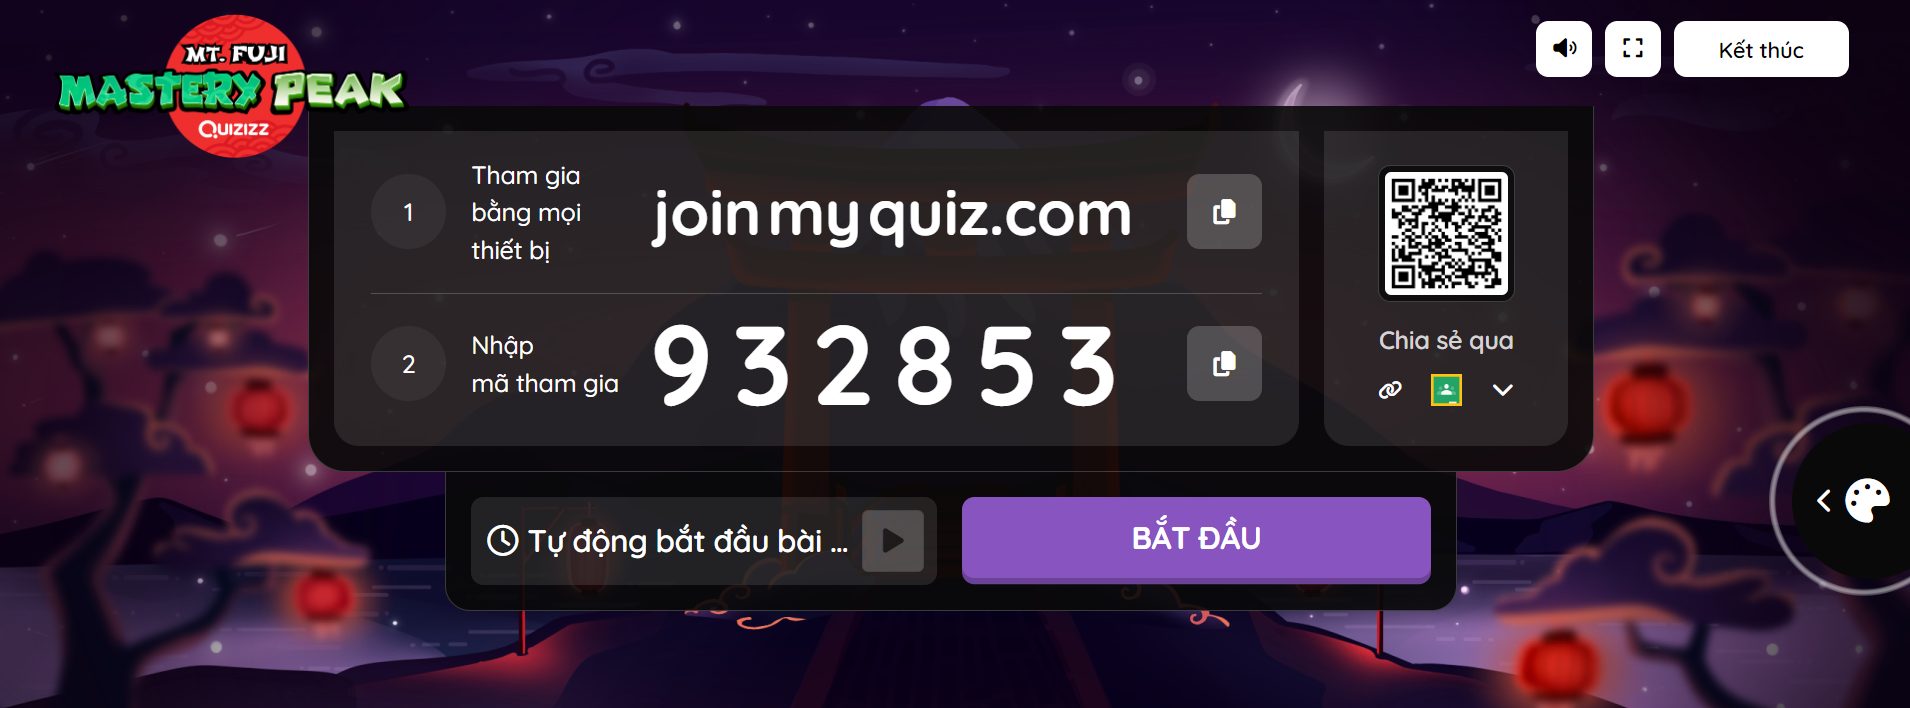 MT. FUJI
MASTERY PEAK
Quizizz
Kết thúc
1
Tham gia
bằng mọi
thiết bị
joinmyquiz.com
2
Nhập
mã tham gia
932853
Chia sẻ qua
Tự động bắt đầu bài ...
BẮT ĐẦU